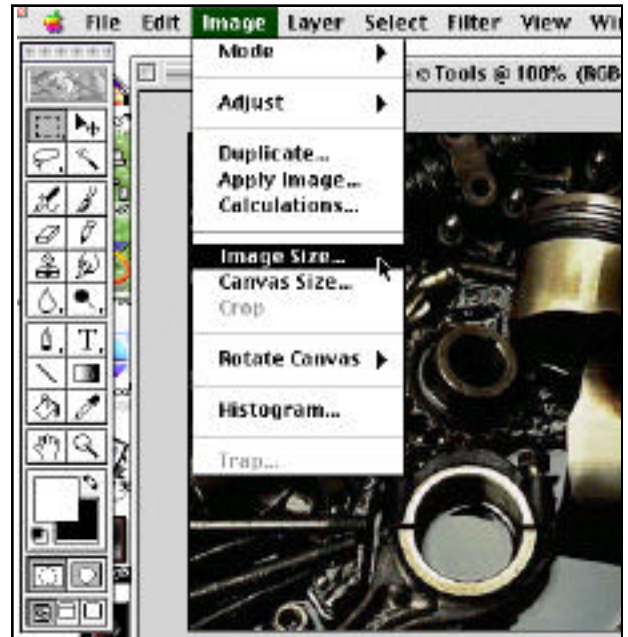 File Edit Image Layer Select Filter View Wi
Tools @ 100% (RGB
Mode
Adjust
Duplicate...
Apply Image...
Calculations...
Image Size...
Canvas Size...
Crop
Rotate Canvas
Histogram...
Trap...
T